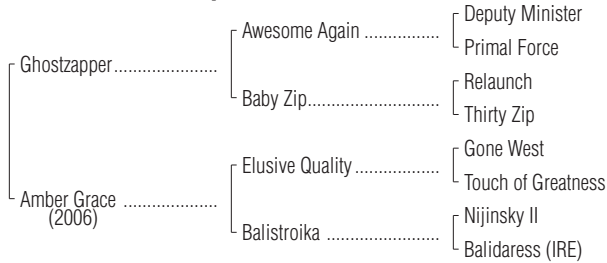 Deputy Minister
Awesome Again ................
Primal Force
Ghostzapper......................
Relaunch
Baby Zip............................
Thirty Zip
Gone West
Elusive Quality ..................
Touch of Greatness
Amber Grace ....................
(2006)
Nijinsky II
Balistroika ........................
Balidaress (IRE)